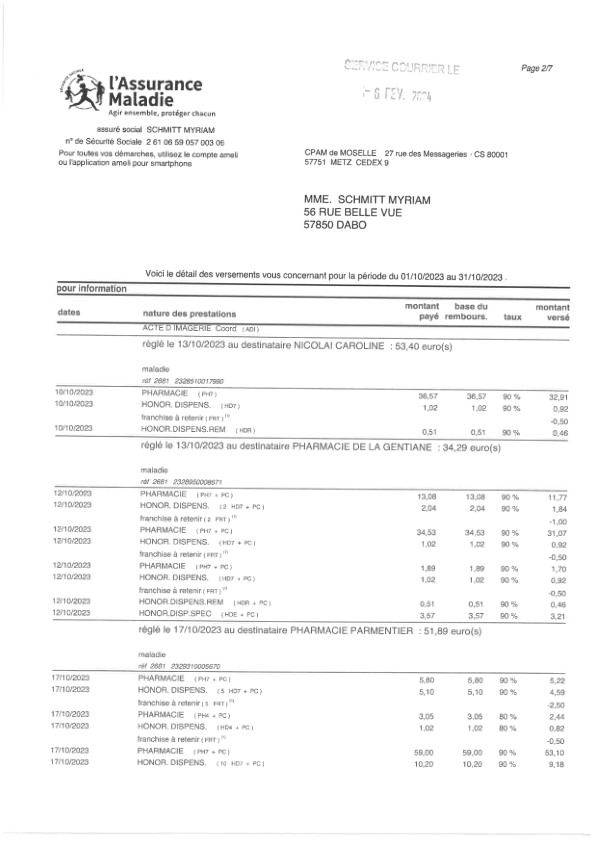 SERVICE COURRIER LE
Page 2/7
- 6 FEV. 2024
SÉCURITÉ SOCIALE
l'Assurance
Maladie
Agir ensemble, protéger chacun
assuré social SCHMITT MYRIAM
n° de Sécurité Sociale 2 61 06 59 057 003 06
Pour toutes vos démarches, utilisez le compte ameli
ou l'application ameli pour smartphone
CPAM de MOSELLE 27 rue des Messageries - CS 80001
57751 METZ CEDEX 9
MME. SCHMITT MYRIAM
56 RUE BELLE VUE
57850 DABO
Voici le détail des versements vous concernant pour la période du 01/10/2023 au 31/10/2023 .
pour information
dates nature des prestations montant payé base du rembours. taux montant versé
ACTE D IMAGERIE Coord (ADI)
réglé le 13/10/2023 au destinataire NICOLAI CAROLINE : 53,40 euro(s)
maladie
réf 2681 2328510017990
10/10/2023 PHARMACIE (PH7) 36,57 36,57 90 % 32,91
10/10/2023 HONOR. DISPENS. (HD7) 1,02 1,02 90 % 0,92
franchise à retenir (FRT) (1) -0,50
10/10/2023 HONOR.DISPENS.REM (HDR) 0,51 0,51 90 % 0,46
réglé le 13/10/2023 au destinataire PHARMACIE DE LA GENTIANE : 34,29 euro(s)
maladie
réf 2681 2328950008671
12/10/2023 PHARMACIE (PH7 + PC) 13,08 13,08 90 % 11,77
12/10/2023 HONOR. DISPENS. (2 HD7 + PC) 2,04 2,04 90 % 1,84
franchise à retenir (2 FRT) (1) -1,00
12/10/2023 PHARMACIE (PH7 + PC) 34,53 34,53 90 % 31,07
12/10/2023 HONOR. DISPENS. (HD7 + PC) 1,02 1,02 90 % 0,92
franchise à retenir (FRT) (1) -0,50
12/10/2023 PHARMACIE (PH7 + PC) 1,89 1,89 90 % 1,70
12/10/2023 HONOR. DISPENS. (HD7 + PC) 1,02 1,02 90 % 0,92
franchise à retenir (FRT) (1) -0,50
12/10/2023 HONOR.DISPENS.REM (HDR + PC) 0,51 0,51 90 % 0,46
12/10/2023 HONOR.DISP.SPEC (HOE + PC) 3,57 3,57 90 % 3,21
réglé le 17/10/2023 au destinataire PHARMACIE PARMENTIER : 51,89 euro(s)
maladie
réf 2681 2329310005670
17/10/2023 PHARMACIE (PH7 + PC) 5,80 5,80 90 % 5,22
17/10/2023 HONOR. DISPENS. (5 HD7 + PC) 5,10 5,10 90 % 4,59
franchise à retenir (5 FRT) (1) -2,50
17/10/2023 PHARMACIE (PH4 + PC) 3,05 3,05 80 % 2,44
17/10/2023 HONOR. DISPENS. (HD4 + PC) 1,02 1,02 80 % 0,82
franchise à retenir (FRT) (1) -0,50
17/10/2023 PHARMACIE (PH7 + PC) 59,00 59,00 90 % 53,10
17/10/2023 HONOR. DISPENS. (10 HD7 + PC) 10,20 10,20 90 % 9,18